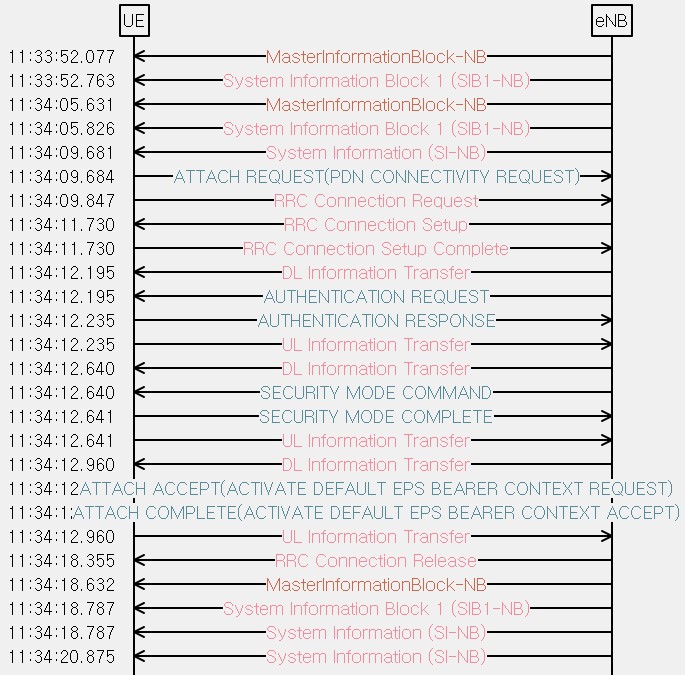 UE eNB
11:33:52.077 MasterInformationBlock-NB
11:33:52.763 System Information Block 1 (SIB1-NB)
11:34:05.631 MasterInformationBlock-NB
11:34:05.826 System Information Block 1 (SIB1-NB)
11:34:09.681 System Information (SI-NB)
11:34:09.684 ATTACH REQUEST(PDN CONNECTIVITY REQUEST)
11:34:09.847 RRC Connection Request
11:34:11.730 RRC Connection Setup
11:34:11.730 RRC Connection Setup Complete
11:34:12.195 DL Information Transfer
11:34:12.195 AUTHENTICATION REQUEST
11:34:12.235 AUTHENTICATION RESPONSE
11:34:12.235 UL Information Transfer
11:34:12.640 DL Information Transfer
11:34:12.640 SECURITY MODE COMMAND
11:34:12.641 SECURITY MODE COMPLETE
11:34:12.641 UL Information Transfer
11:34:12.960 DL Information Transfer
11:34:12 ATTACH ACCEPT(ACTIVATE DEFAULT EPS BEARER CONTEXT REQUEST)
11:34:1 ATTACH COMPLETE(ACTIVATE DEFAULT EPS BEARER CONTEXT ACCEPT)
11:34:12.960 UL Information Transfer
11:34:18.355 RRC Connection Release
11:34:18.632 MasterInformationBlock-NB
11:34:18.787 System Information Block 1 (SIB1-NB)
11:34:18.787 System Information (SI-NB)
11:34:20.875 System Information (SI-NB)